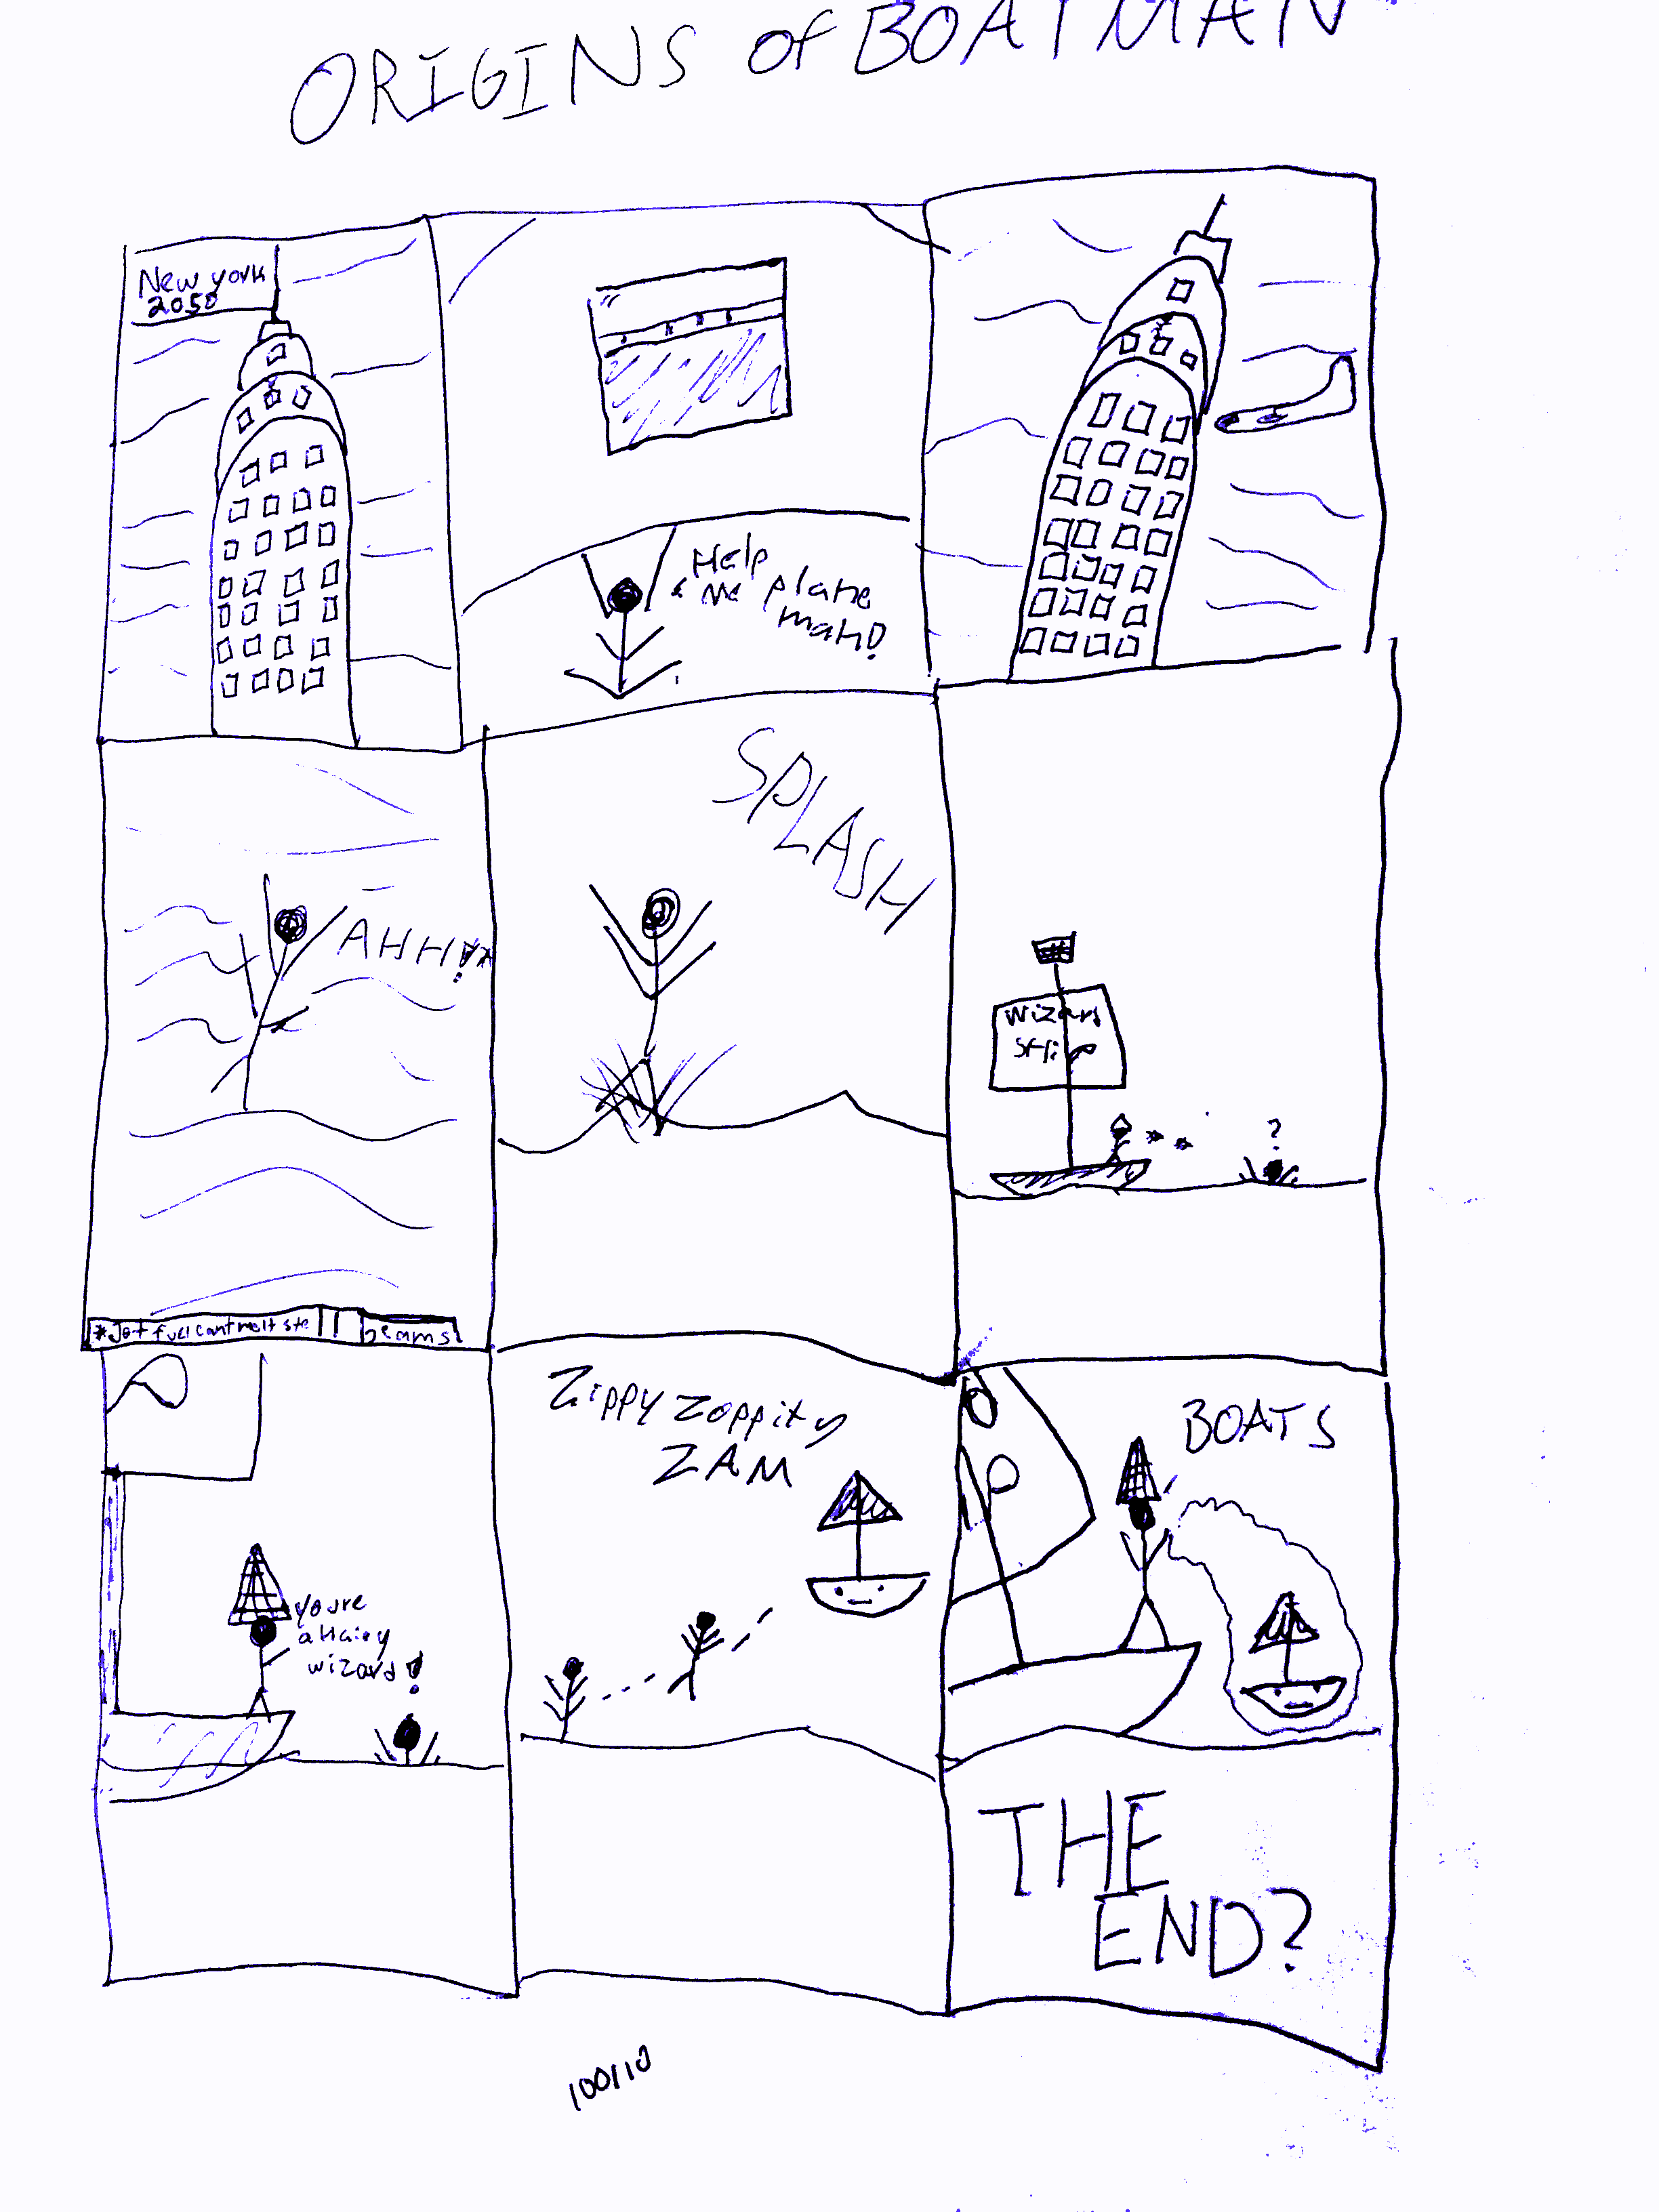 ORIGINS of BOATMAN
New york
2050
Help
Me plane
man!
AHH!*
*Jet fuel cant melt ste
beams
SPLASH
Wizard
Ship
?
you're
a Hairy
wizard!
!
Zippy Zoppity
ZAM
BOATS
THE
END?
100110